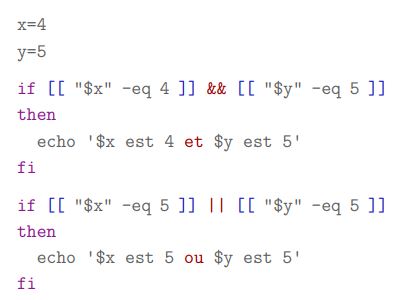 x=4
y=5
if [[ "$x" -eq 4 ]] && [[ "$y" -eq 5 ]]
then
echo '$x est 4 et $y est 5'
fi
if [[ "$x" -eq 5 ]] || [[ "$y" -eq 5 ]]
then
echo '$x est 5 ou $y est 5'
fi